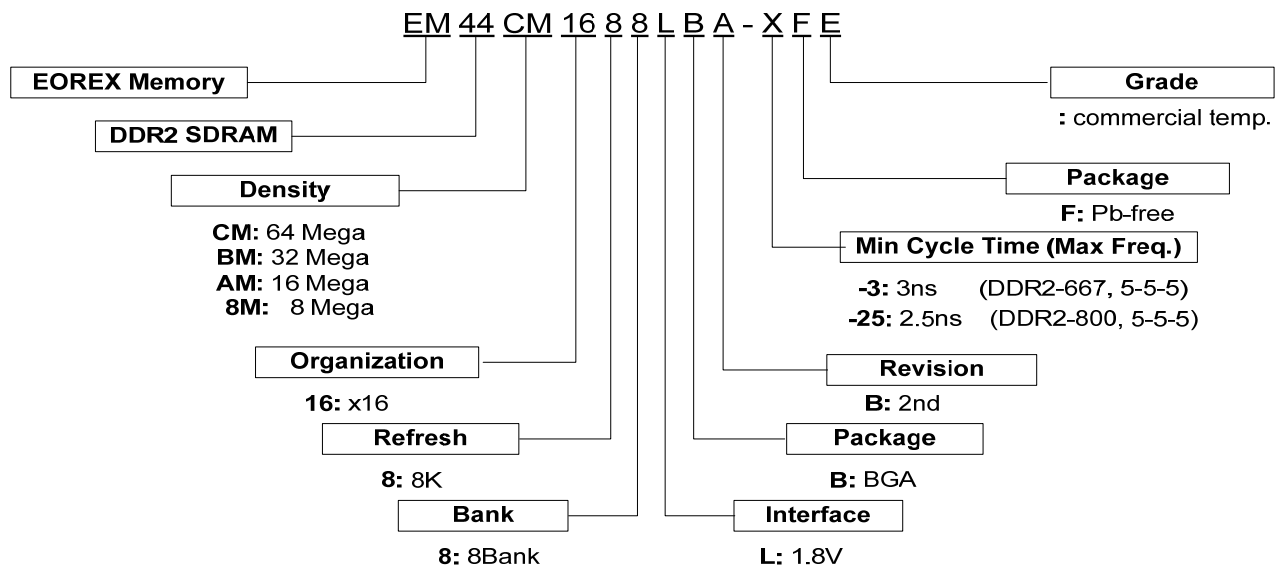 EM 44 CM 16 8 8 L B A - X F E
EOREX Memory
Grade
: commercial temp.
DDR2 SDRAM
Density
Package
F: Pb-free
CM: 64 Mega
BM: 32 Mega
AM: 16 Mega
8M: 8 Mega
Min Cycle Time (Max Freq.)
-3: 3ns (DDR2-667, 5-5-5)
-25: 2.5ns (DDR2-800, 5-5-5)
Organization
16: x16
Revision
B: 2nd
Refresh
8: 8K
Package
B: BGA
Bank
8: 8Bank
Interface
L: 1.8V